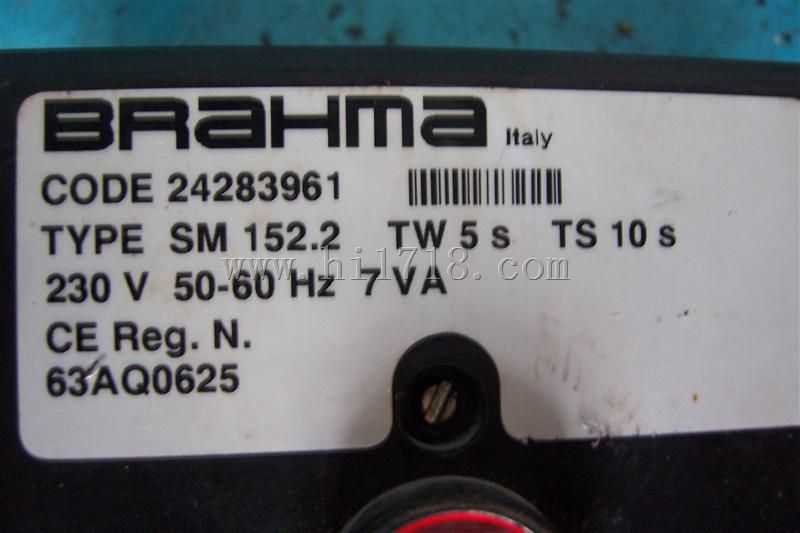 BRAHMA Italy
CODE 24283961
TYPE SM 152.2 TW 5 s TS 10 s
www.hi1718.com
230 V 50-60 Hz 7 VA
CE Reg. N.
63AQ0625